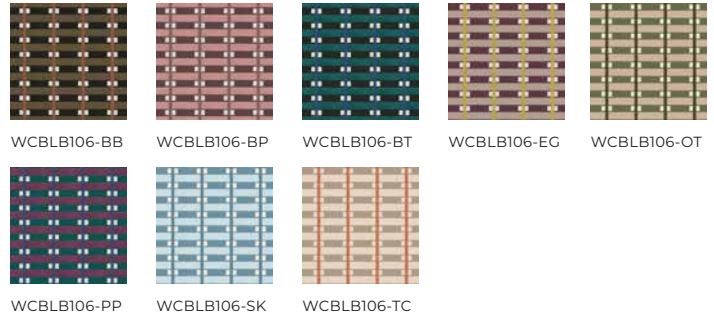 WCBLB106-BB
WCBLB106-BP
WCBLB106-BT
WCBLB106-EG
WCBLB106-OT
WCBLB106-PP
WCBLB106-SK
WCBLB106-TC